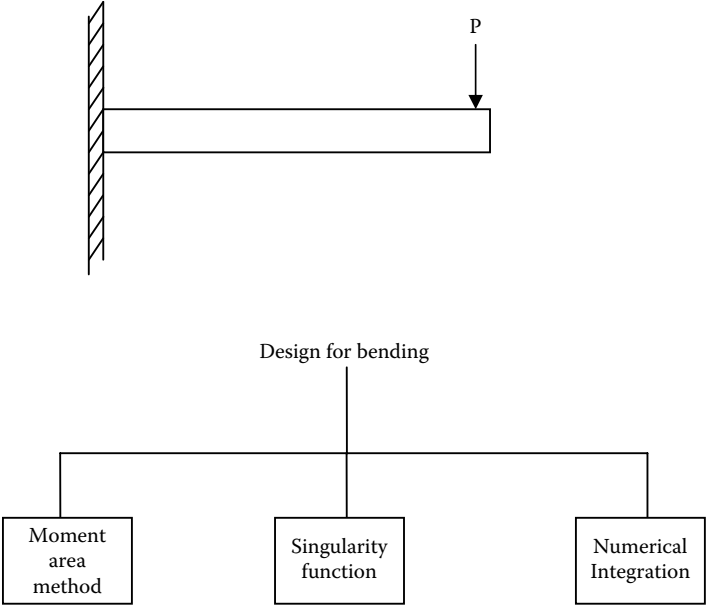 P
Design for bending
Moment
area
method
Singularity
function
Numerical
Integration